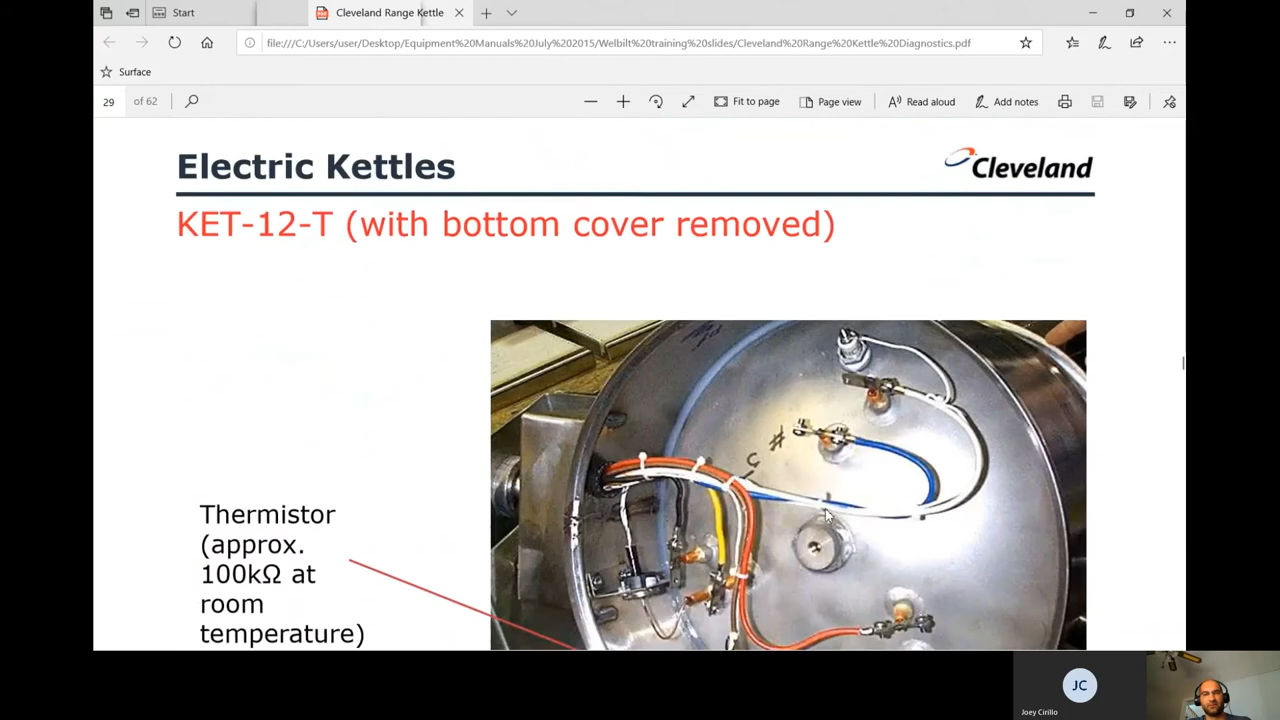 Start
Cleveland Range Kettle
file:///C:/Users/user/Desktop/Equipment%20Manuals%20July%202015/Welbilt%20training%20slides/Cleveland%20Range%20Kettle%20Diagnostics.pdf
Surface
29 of 62
Fit to page
Page view
Read aloud
Add notes
Electric Kettles
Cleveland
KET-12-T (with bottom cover removed)
Thermistor
(approx.
100kΩ at
room
temperature)
JC
Joey Cirillo